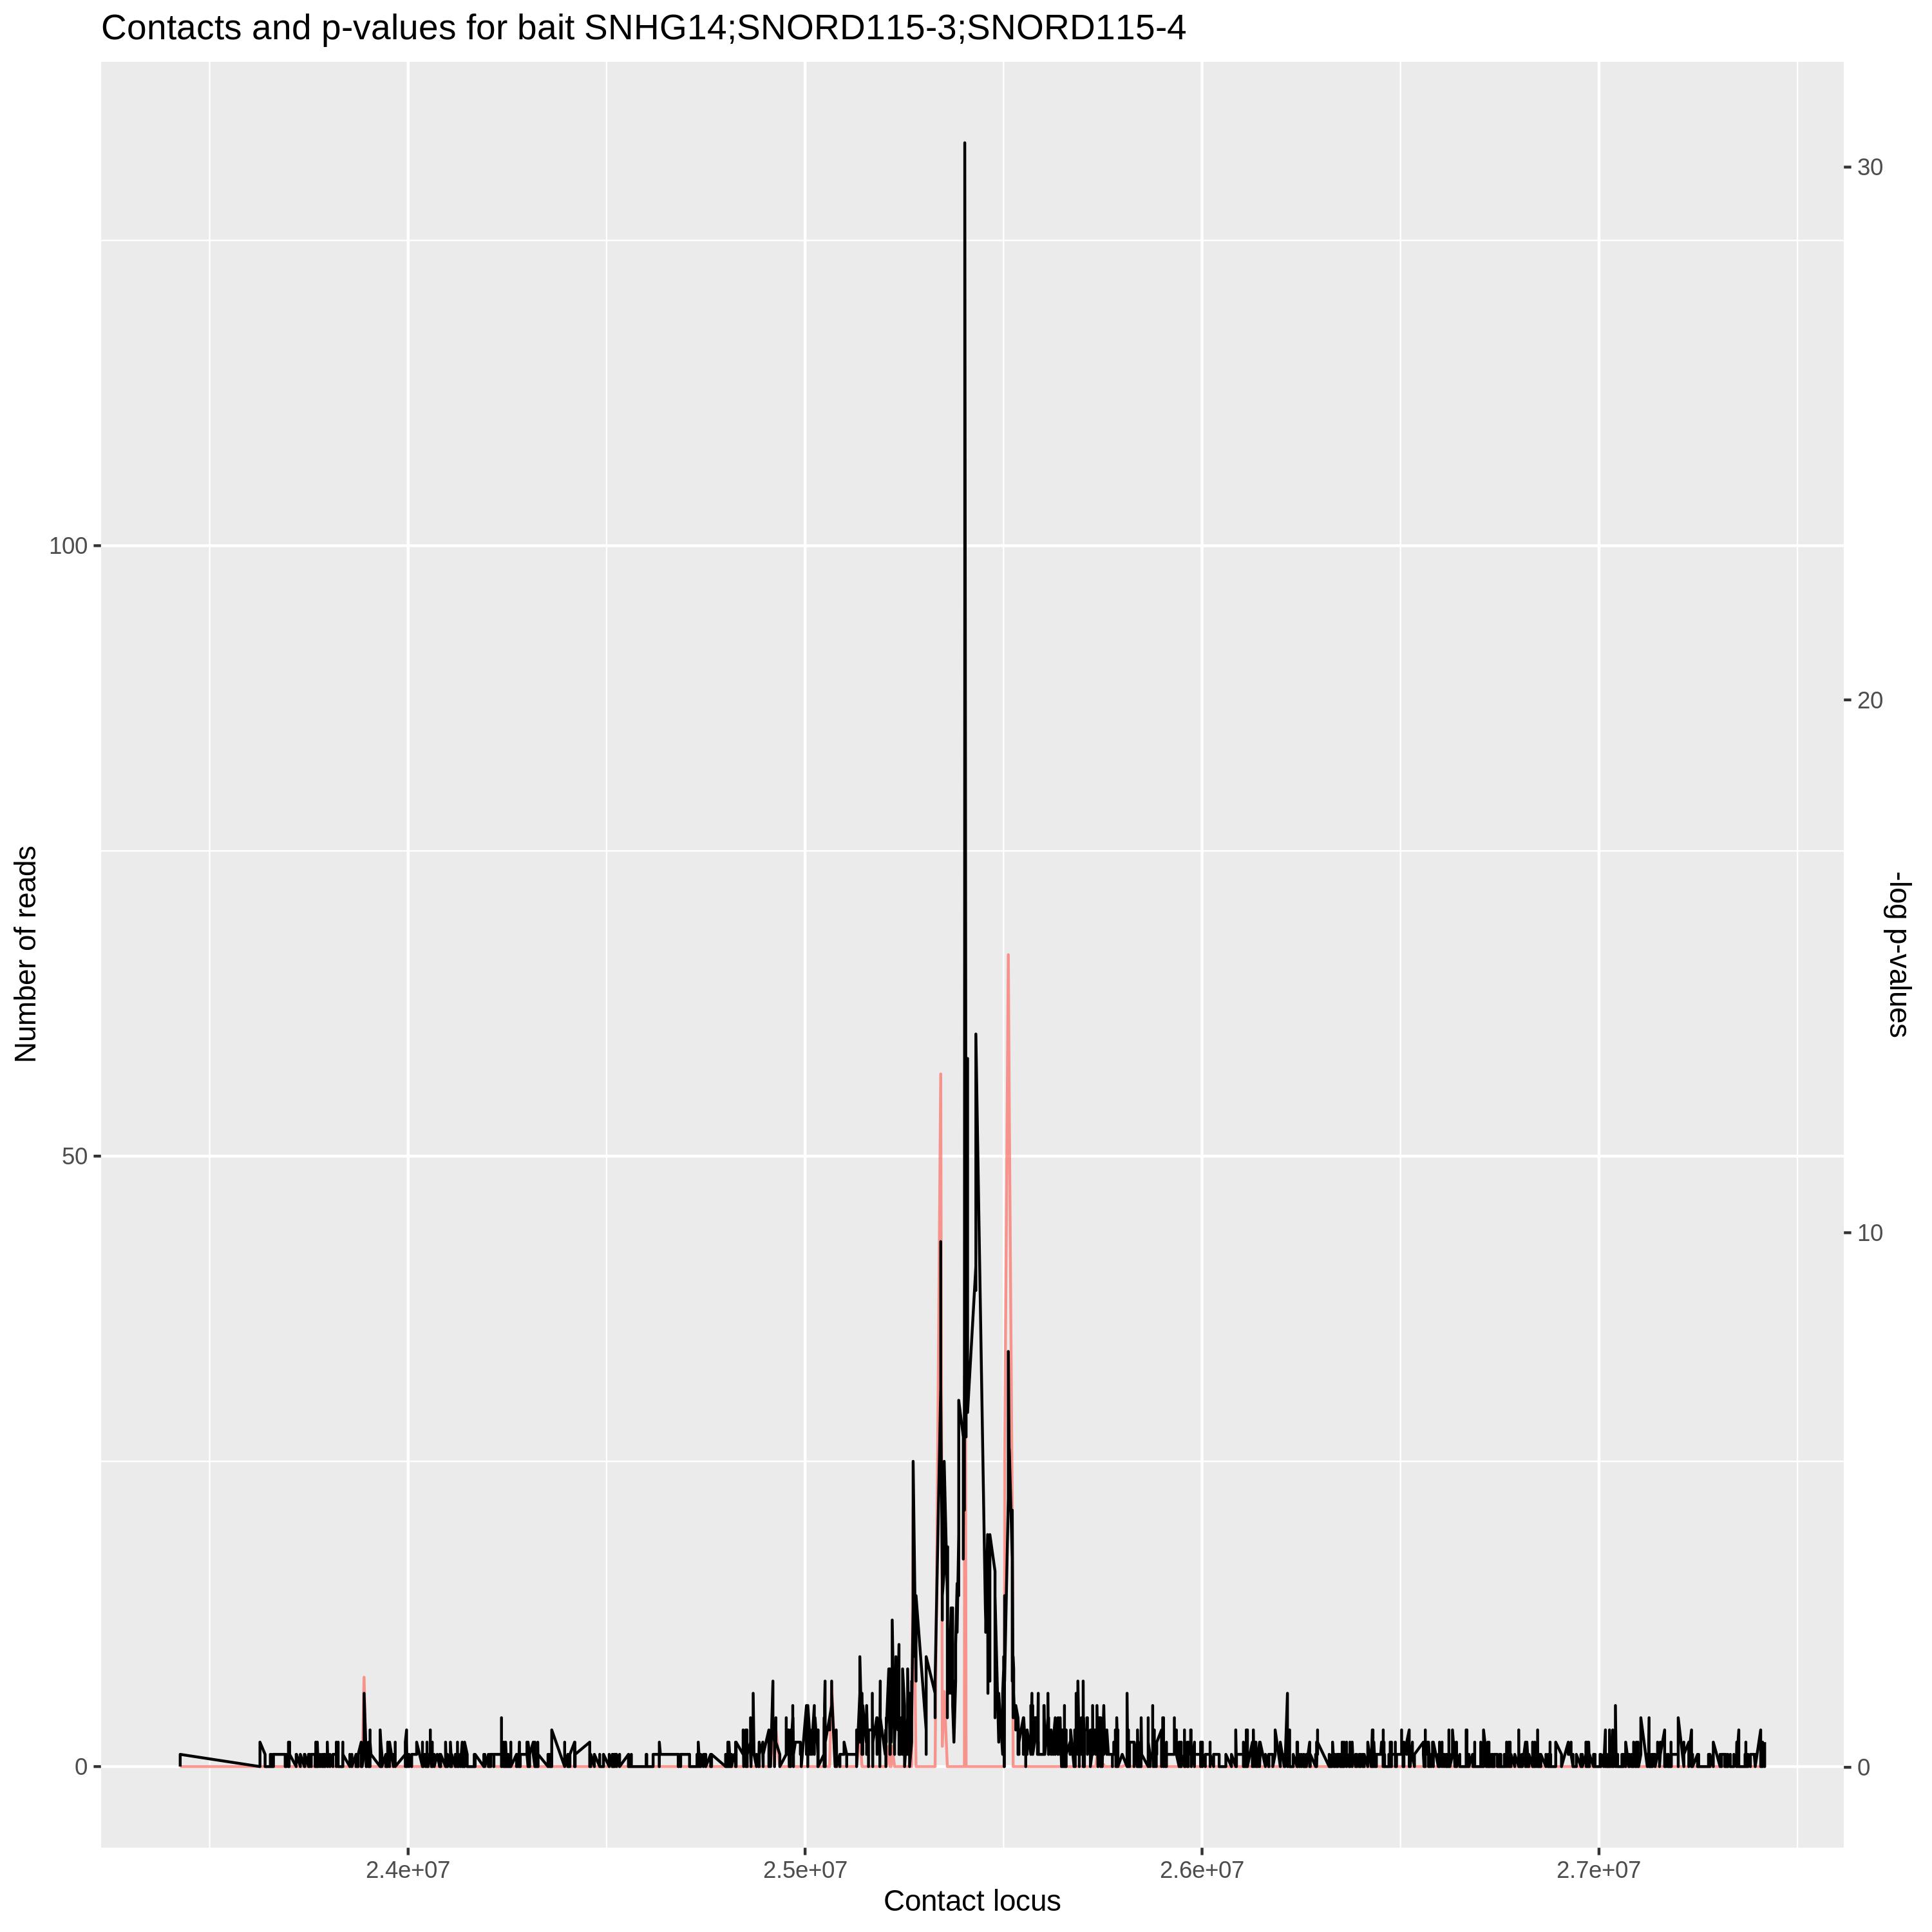 Contacts and p-values for bait SNHG14;SNORD115-3;SNORD115-4
Number of reads
100
50
0
30
20
10
0
-log p-values
2.4e+07 2.5e+07 2.6e+07 2.7e+07
Contact locus